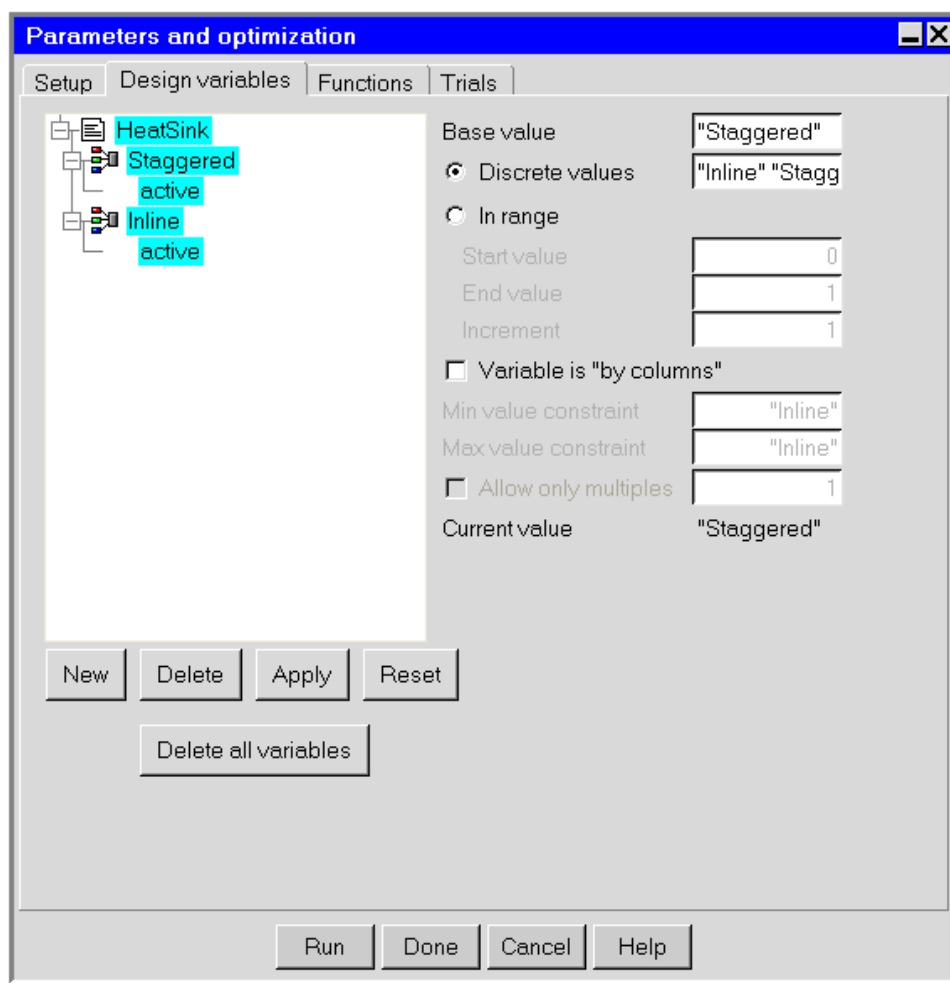 Parameters and optimization
Setup Design variables Functions Trials
HeatSink
Staggered
active
Inline
active
Base value "Staggered"
Discrete values "Inline" "Stagg
In range
Start value 0
End value 1
Increment 1
Variable is "by columns"
Min value constraint "Inline"
Max value constraint "Inline"
Allow only multiples 1
Current value "Staggered"
New Delete Apply Reset
Delete all variables
Run Done Cancel Help